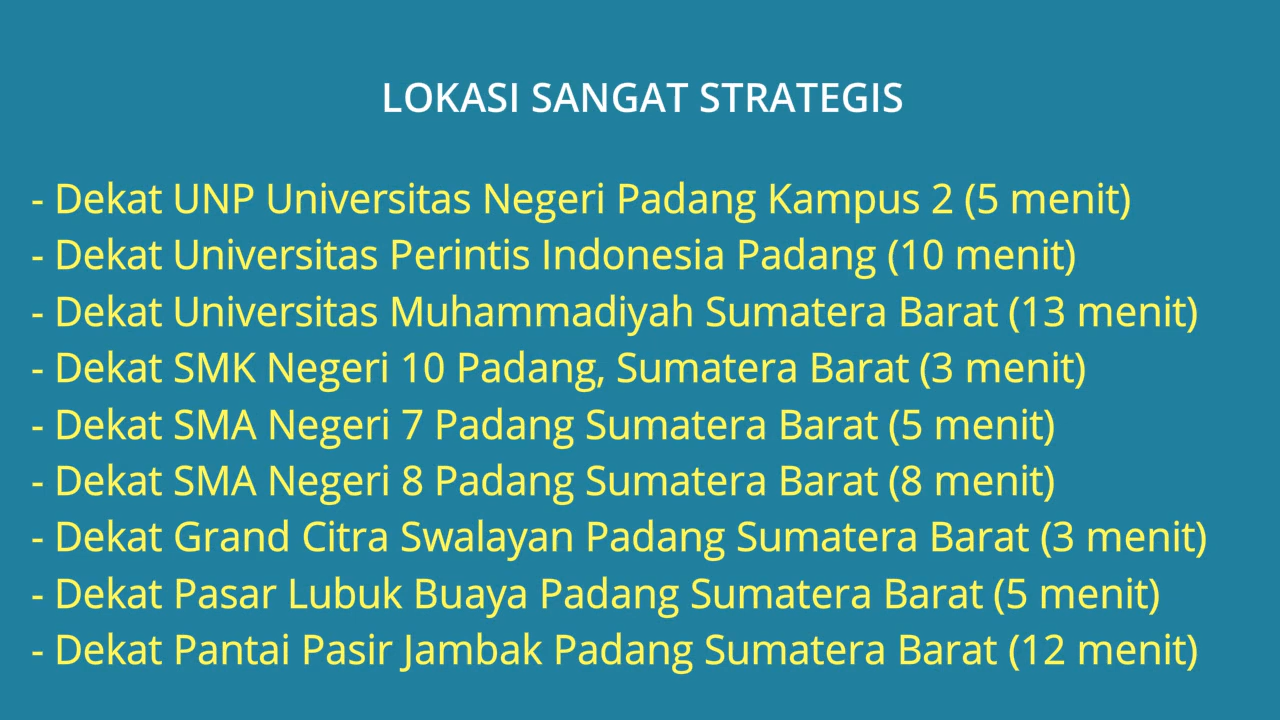 LOKASI SANGAT STRATEGIS
- Dekat UNP Universitas Negeri Padang Kampus 2 (5 menit)
- Dekat Universitas Perintis Indonesia Padang (10 menit)
- Dekat Universitas Muhammadiyah Sumatera Barat (13 menit)
- Dekat SMK Negeri 10 Padang, Sumatera Barat (3 menit)
- Dekat SMA Negeri 7 Padang Sumatera Barat (5 menit)
- Dekat SMA Negeri 8 Padang Sumatera Barat (8 menit)
- Dekat Grand Citra Swalayan Padang Sumatera Barat (3 menit)
- Dekat Pasar Lubuk Buaya Padang Sumatera Barat (5 menit)
- Dekat Pantai Pasir Jambak Padang Sumatera Barat (12 menit)